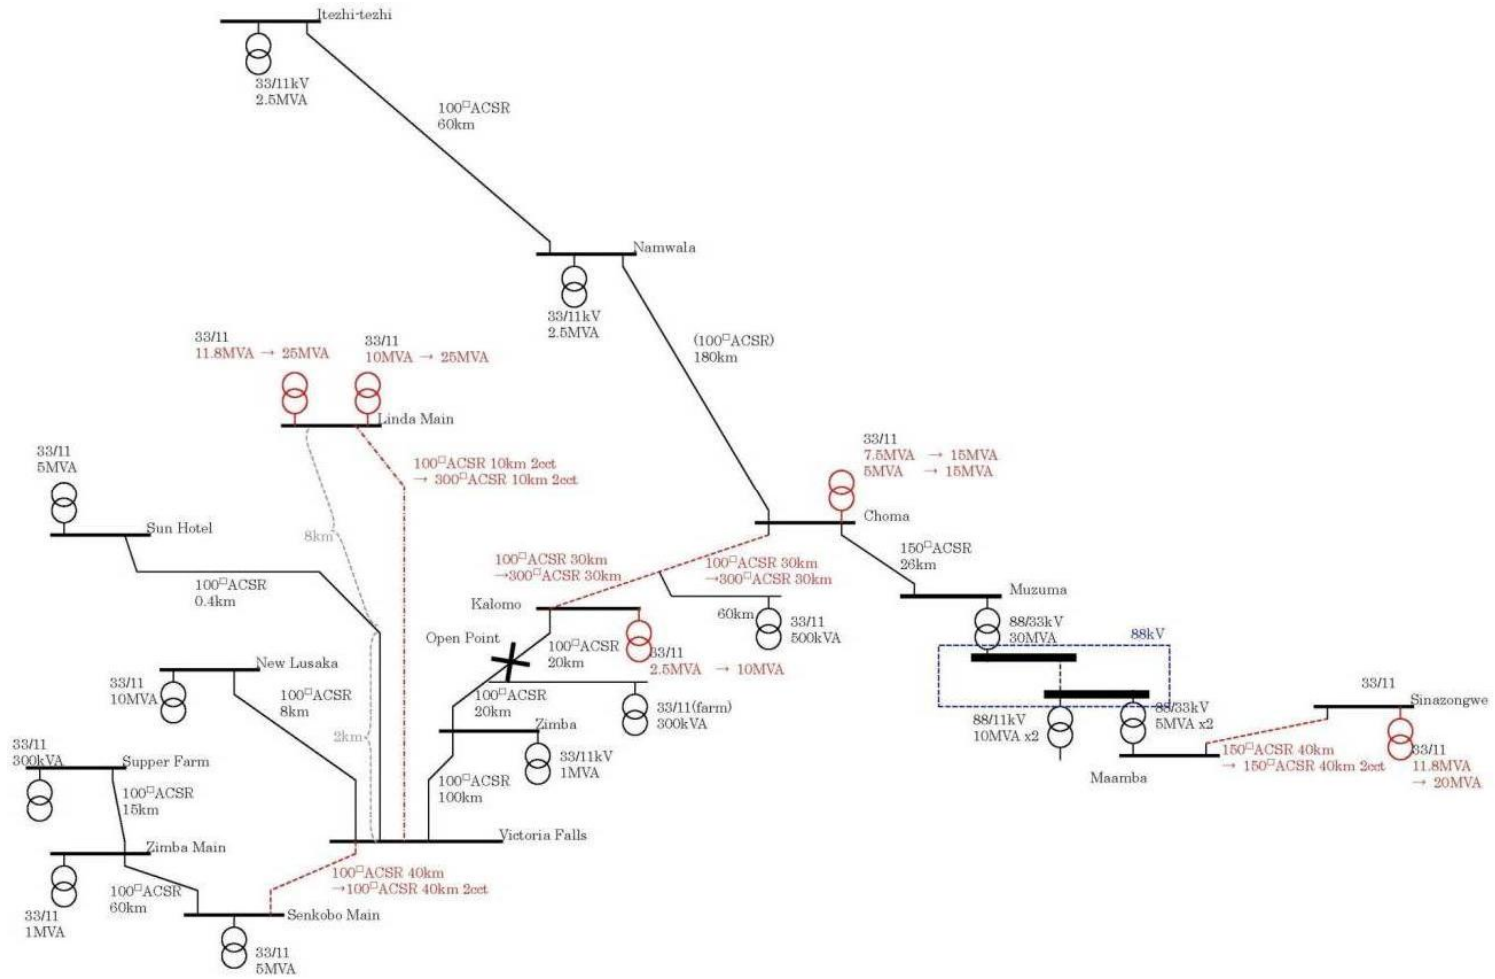 Itezhi-tezhi
33/11kV
2.5MVA
100□ACSR
60km
Namwala
33/11kV
2.5MVA
(100□ACSR)
180km
33/11
11.8MVA → 25MVA
33/11
10MVA → 25MVA
Linda Main
33/11
5MVA
Sun Hotel
100□ACSR
0.4km
8km
100□ACSR 10km 2cct
→ 300□ACSR 10km 2cct
33/11
7.5MVA → 15MVA
5MVA → 15MVA
Choma
150□ACSR
26km
Muzuma
88/33kV
30MVA
88kV
100□ACSR 30km
→300□ACSR 30km
100□ACSR 30km
→300□ACSR 30km
Kalomo
60km
33/11
500kVA
Open Point
100□ACSR
20km
33/11
2.5MVA → 10MVA
New Lusaka
33/11
10MVA
100□ACSR
8km
2km
100□ACSR
20km
33/11(farm)
300kVA
Zimba
33/11kV
1MVA
100□ACSR
100km
88/11kV
10MVA x2
88/33kV
5MVA x2
Maamba
33/11
Sinazongwe
150□ACSR 40km
→ 150□ACSR 40km 2cct
33/11
11.8MVA
→ 20MVA
33/11
300kVA
Supper Farm
100□ACSR
15km
Zimba Main
33/11
1MVA
100□ACSR
60km
Victoria Falls
100□ACSR 40km
→100□ACSR 40km 2cct
Senkobo Main
33/11
5MVA